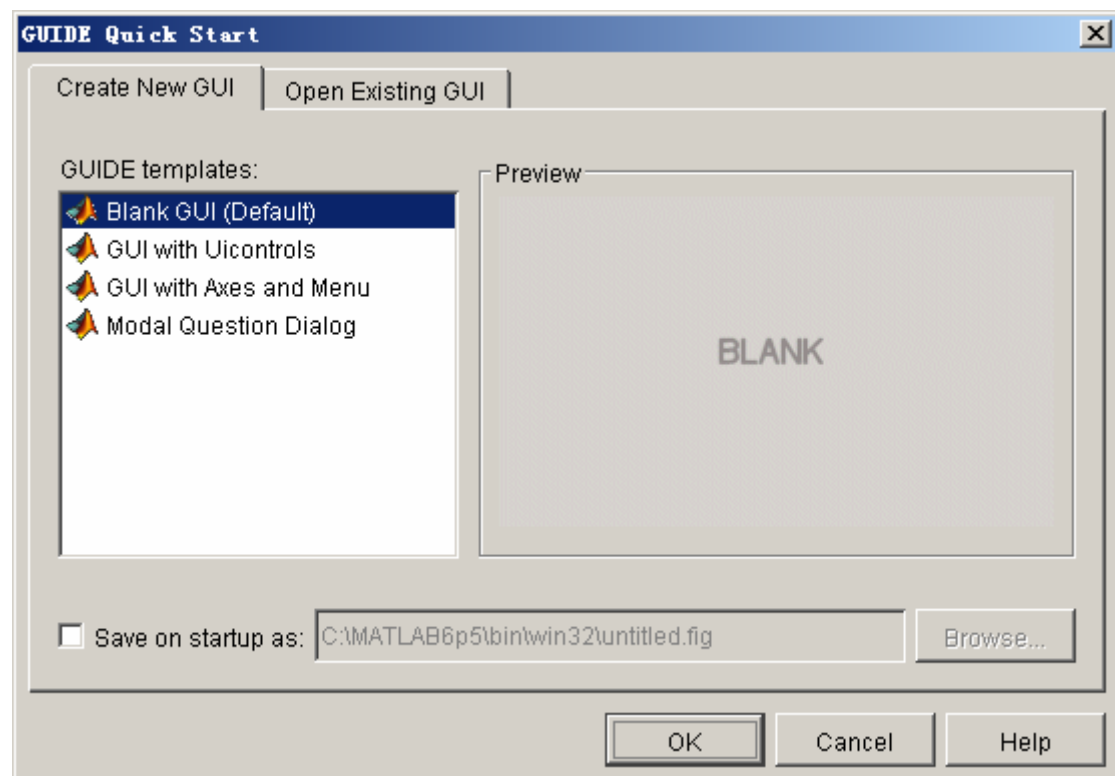 GUIDE Quick Start
Create New GUI
Open Existing GUI
GUIDE templates:
Preview
Blank GUI (Default)
GUI with Uicontrols
GUI with Axes and Menu
Modal Question Dialog
BLANK
Save on startup as:
C:\MATLAB6p5\bin\win32\untitled.fig
Browse...
OK
Cancel
Help